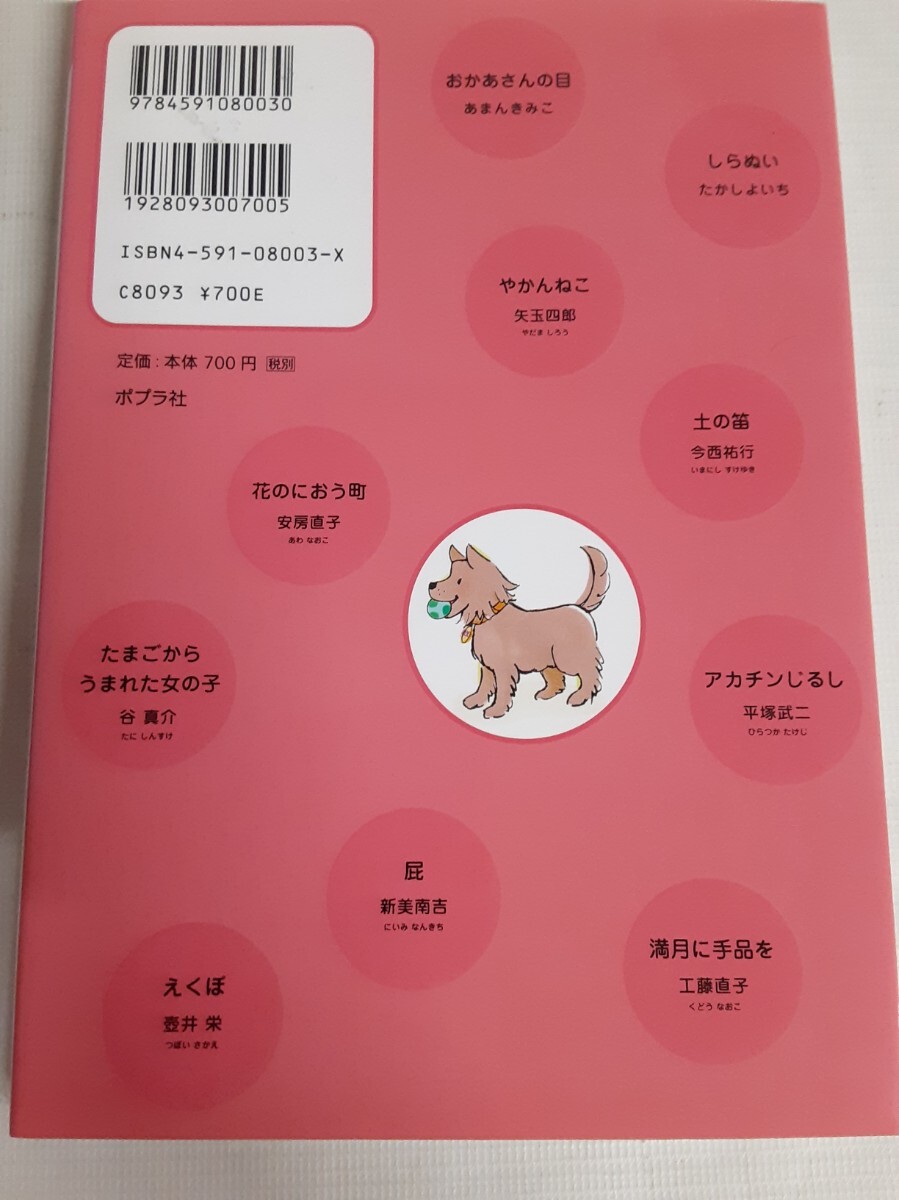 9784591080030
1928093007005
ISBN4-591-08003-X
C8093 ¥700E
定価:本体 700円 税別
ポプラ社
おかあさんの目
あまんきみこ
しらぬい
たかしよいち
やかんねこ
矢玉四郎
やだま しろう
土の笛
今西祐行
いまにし すけゆき
花のにおう町
安房直子
あわ なおこ
たまごから
うまれた女の子
谷 真介
たに しんすけ
アカチンじるし
平塚武二
ひらつか たけじ
屁
新美南吉
にいみ なんきち
満月に手品を
工藤直子
くどう なおこ
えくぼ
壺井 栄
つぼい さかえ